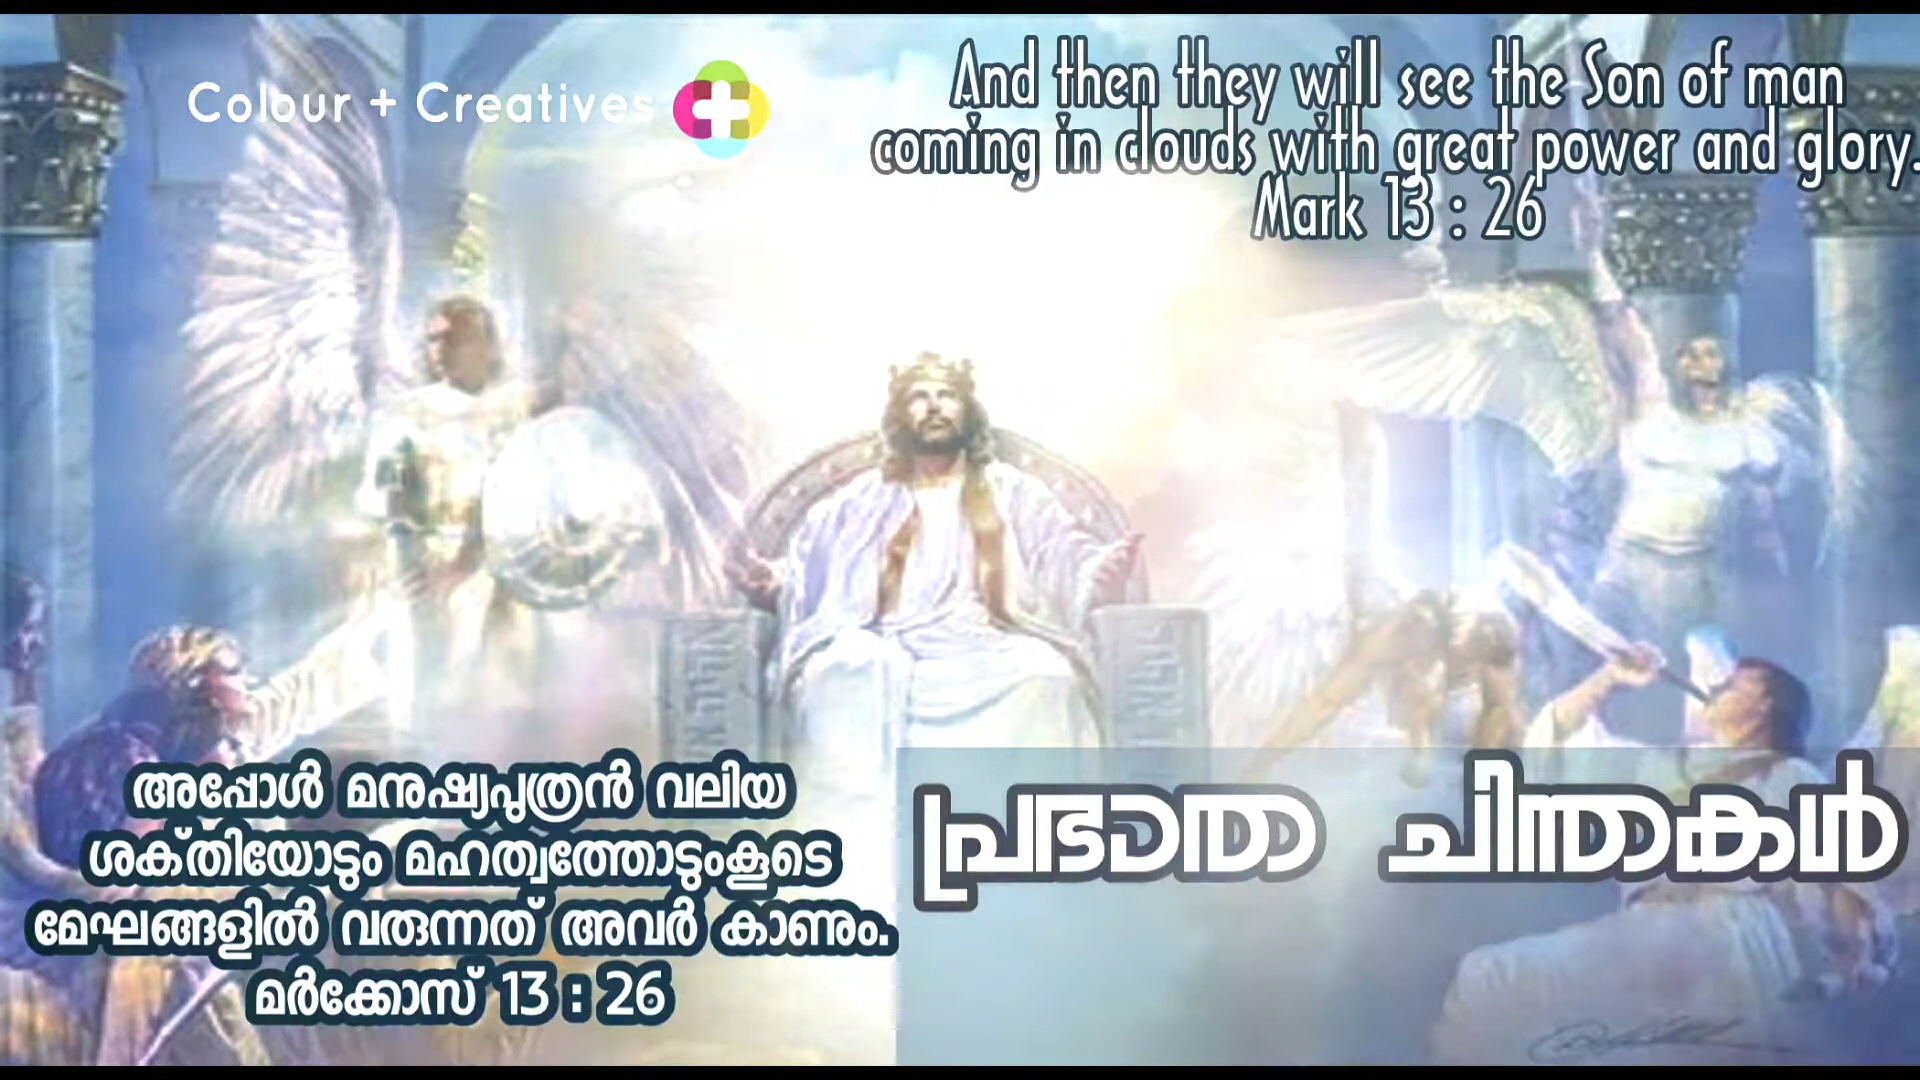 Colour + Creatives
And then they will see the Son of man
coming in clouds with great power and glory.
Mark 13 : 26
അപ്പോൾ മനുഷ്യപുത്രൻ വലിയ
ശക്തിയോടും മഹത്വത്തോടുംകൂടെ
മേഘങ്ങളിൽ വരുന്നത് അവർ കാണും.
മർക്കോസ് 13 : 26
പ്രഭാത ചിന്തകൾ